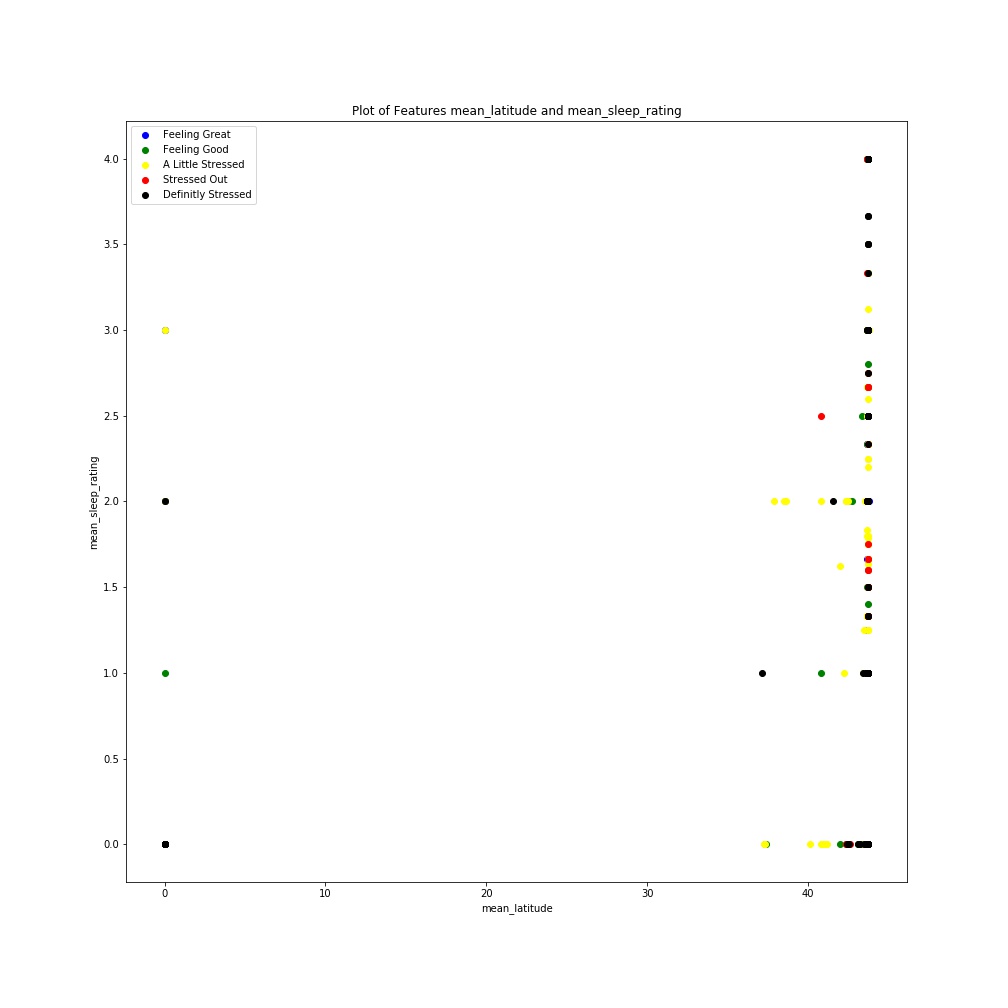 Plot of Features mean_latitude and mean_sleep_rating
Feeling Great
Feeling Good
A Little Stressed
Stressed Out
Definitly Stressed
4.0
3.5
3.0
2.5
2.0
1.5
1.0
0.5
0.0
mean_sleep_rating
0 10 20 30 40
mean_latitude